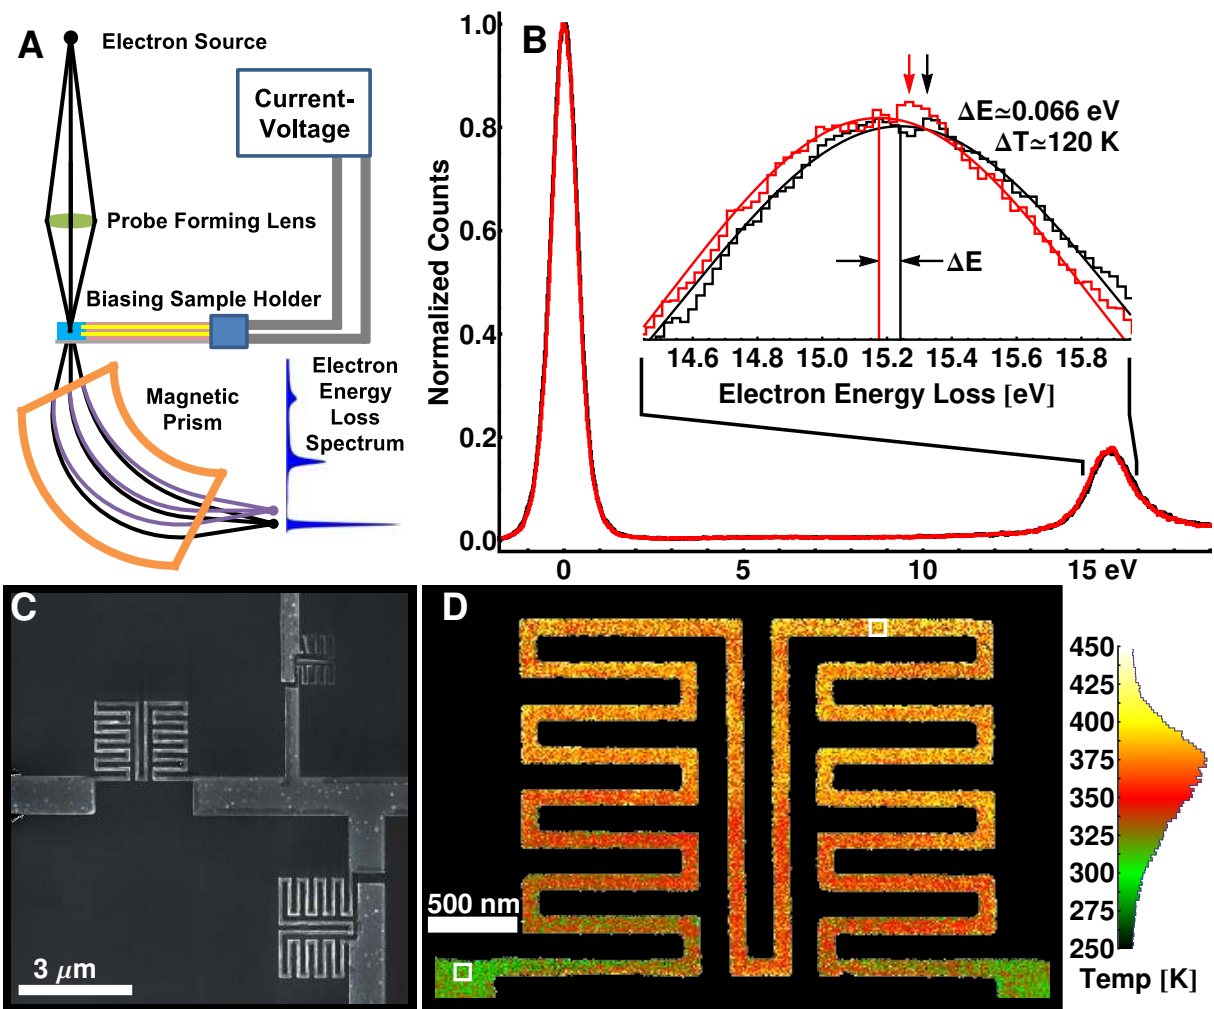 A
Electron Source
Current-
Voltage
Probe Forming Lens
Biasing Sample Holder
Magnetic
Prism
Electron
Energy
Loss
Spectrum
B
Normalized Counts
1.0
0.8
0.6
0.4
0.2
0.0
0
5
10
15 eV
ΔE≃0.066 eV
ΔT≃120 K
ΔE
14.6 14.8 15.0 15.2 15.4 15.6 15.8
Electron Energy Loss [eV]
C
3 μm
D
500 nm
450
425
400
375
350
325
300
275
250
Temp [K]